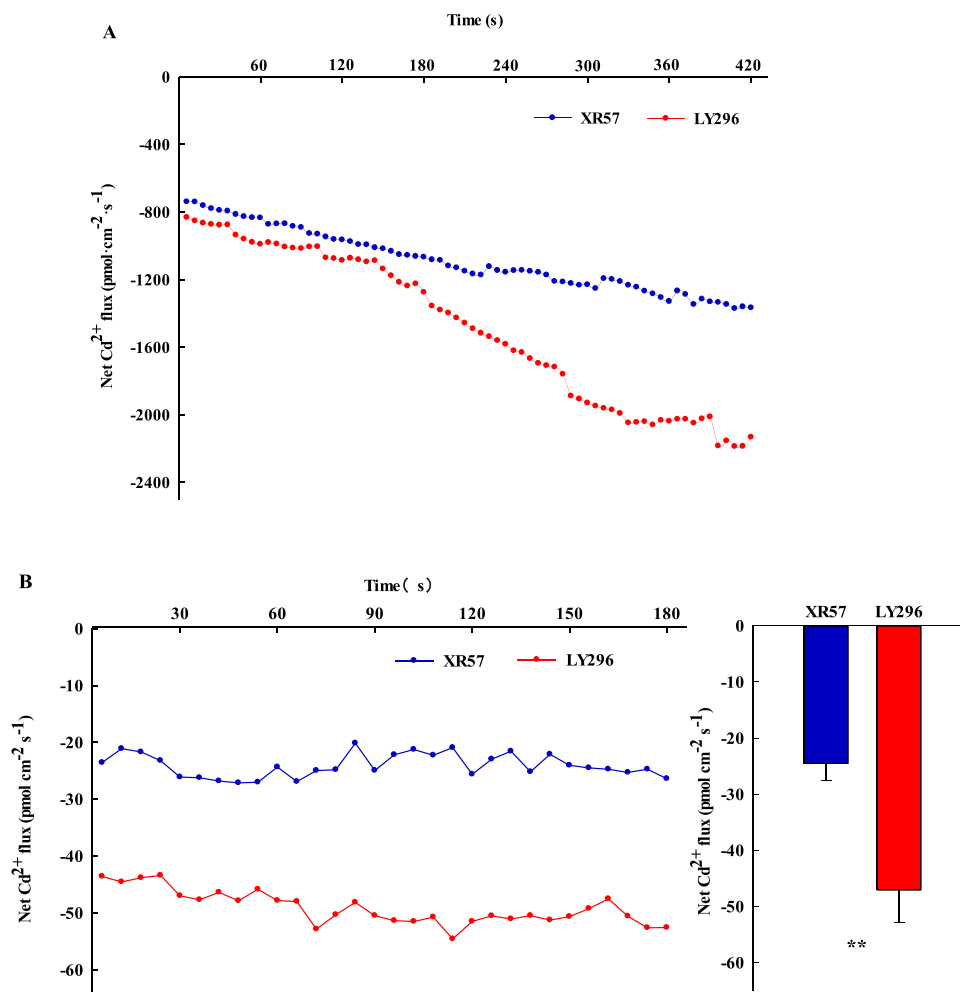 A
Time (s)
60 120 180 240 300 360 420
0
-400
-800
-1200
-1600
-2000
-2400
Net Cd2+ flux (pmol·cm-2·s-1)
XR57 LY296
B
Time( s)
30 60 90 120 150 180
0
-10
-20
-30
-40
-50
-60
Net Cd2+ flux (pmol cm-2 s-1)
XR57 LY296
XR57 LY296
0
-10
-20
-30
-40
-50
-60
Net Cd2+ flux (pmol cm-2 s-1)
**